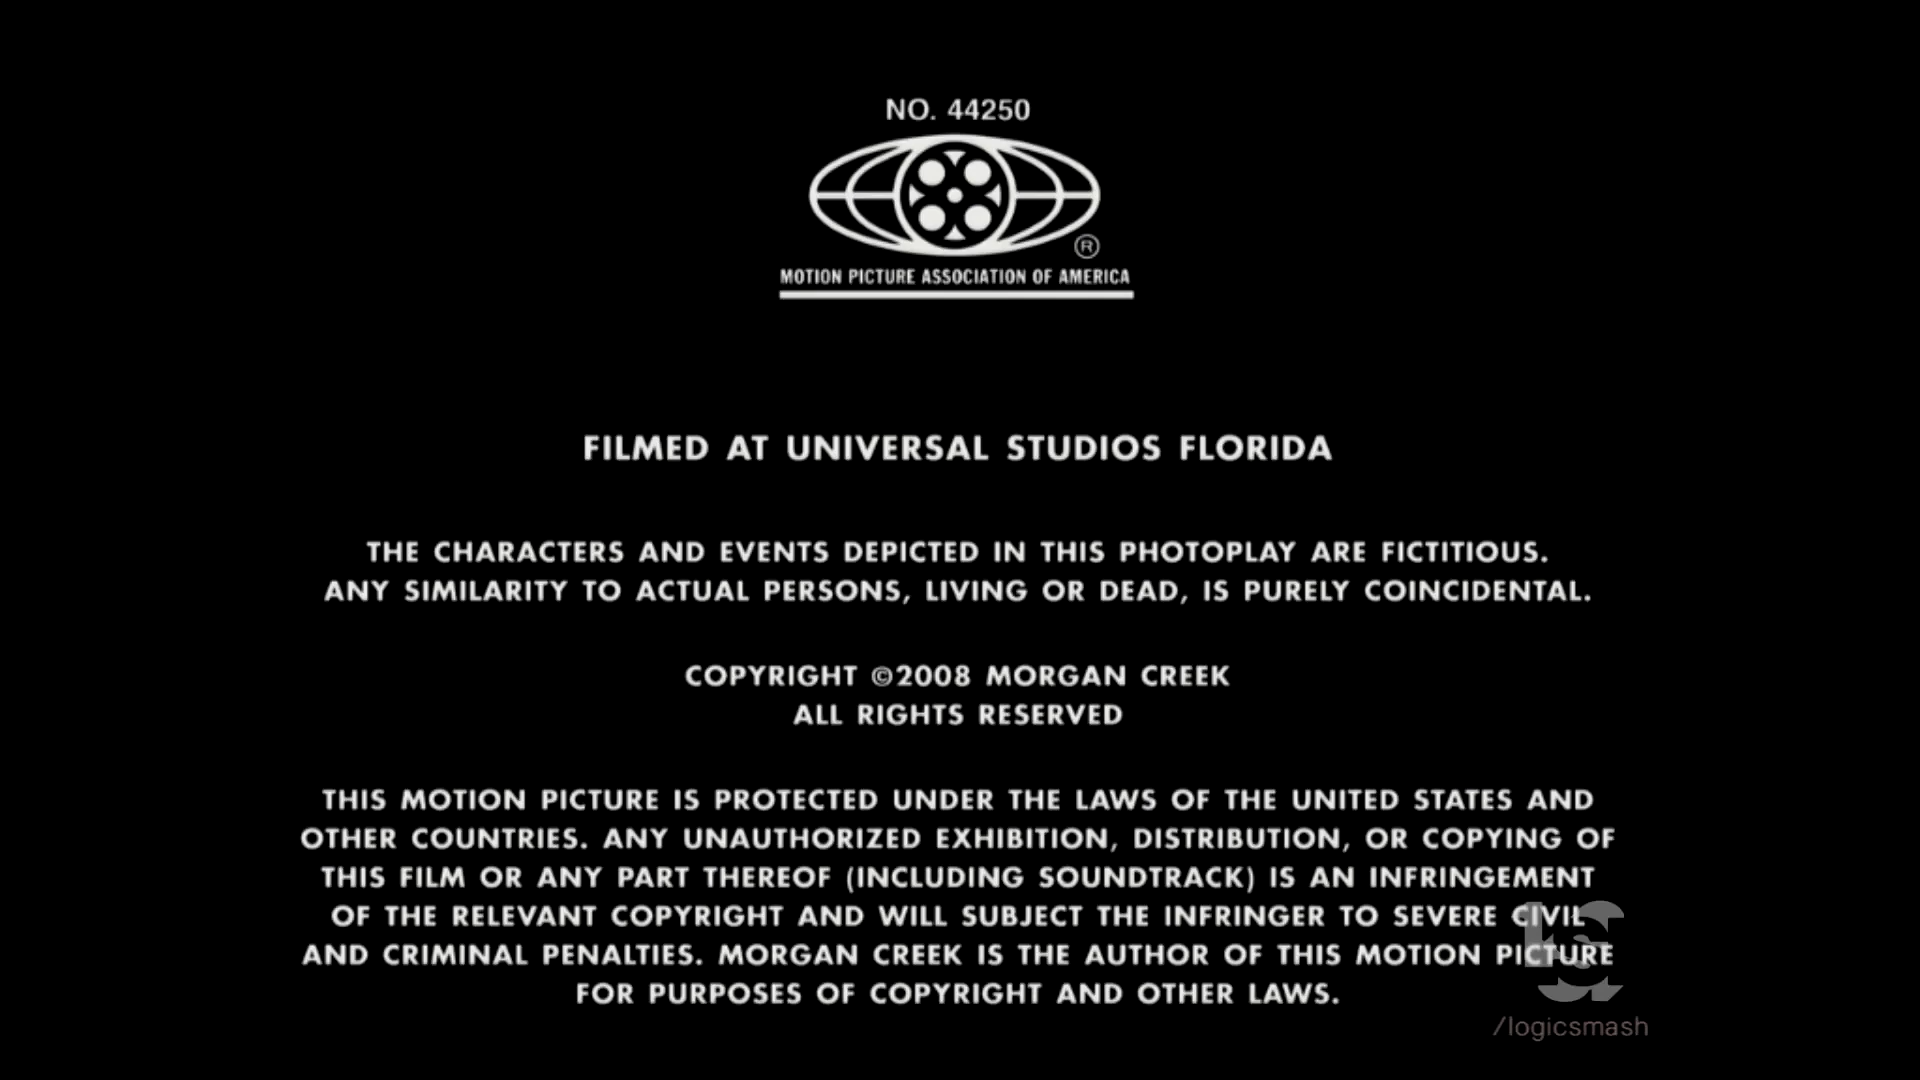 NO. 44250
®
MOTION PICTURE ASSOCIATION OF AMERICA
FILMED AT UNIVERSAL STUDIOS FLORIDA
THE CHARACTERS AND EVENTS DEPICTED IN THIS PHOTOPLAY ARE FICTITIOUS.
ANY SIMILARITY TO ACTUAL PERSONS, LIVING OR DEAD, IS PURELY COINCIDENTAL.
COPYRIGHT ©2008 MORGAN CREEK
ALL RIGHTS RESERVED
THIS MOTION PICTURE IS PROTECTED UNDER THE LAWS OF THE UNITED STATES AND
OTHER COUNTRIES. ANY UNAUTHORIZED EXHIBITION, DISTRIBUTION, OR COPYING OF
THIS FILM OR ANY PART THEREOF (INCLUDING SOUNDTRACK) IS AN INFRINGEMENT
OF THE RELEVANT COPYRIGHT AND WILL SUBJECT THE INFRINGER TO SEVERE CIVIL
AND CRIMINAL PENALTIES. MORGAN CREEK IS THE AUTHOR OF THIS MOTION PICTURE
FOR PURPOSES OF COPYRIGHT AND OTHER LAWS.
/logicsmash